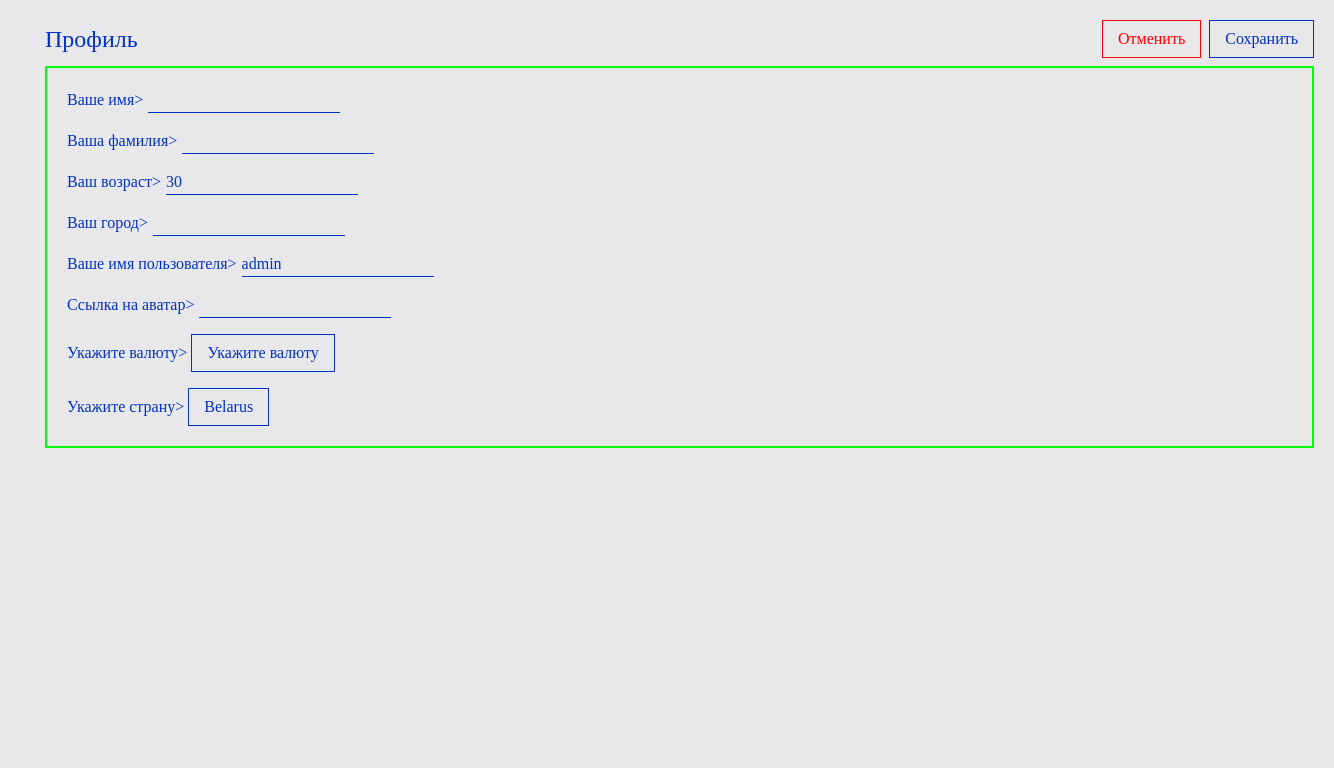 Профиль
Отменить
Сохранить
Ваше имя>
Ваша фамилия>
Ваш возраст> 30
Ваш город>
Ваше имя пользователя> admin
Ссылка на аватар>
Укажите валюту> Укажите валюту
Укажите страну> Belarus